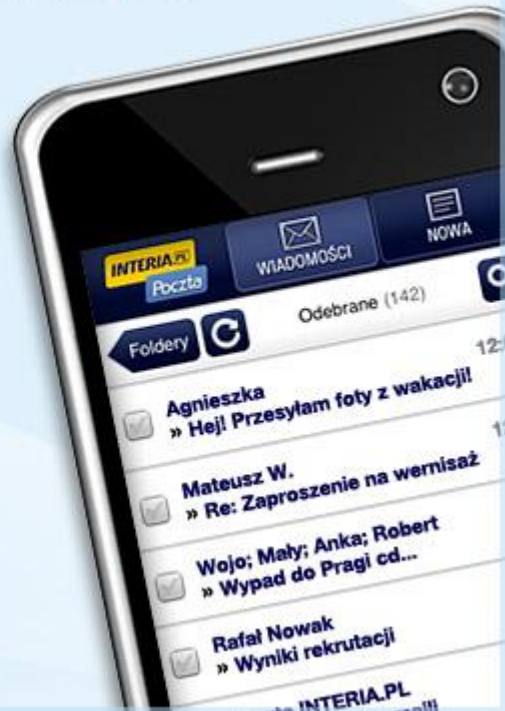 INTERIA.PL
Poczta
WIADOMOŚCI
NOWA
Foldery
Odebrane (142)
12:
Agnieszka
» Hej! Przesyłam foty z wakacji!
Mateusz W.
» Re: Zaproszenie na wernisaż
Wojo; Mały; Anka; Robert
» Wypad do Pragi cd...
Rafał Nowak
» Wyniki rekrutacji
INTERIA.PL